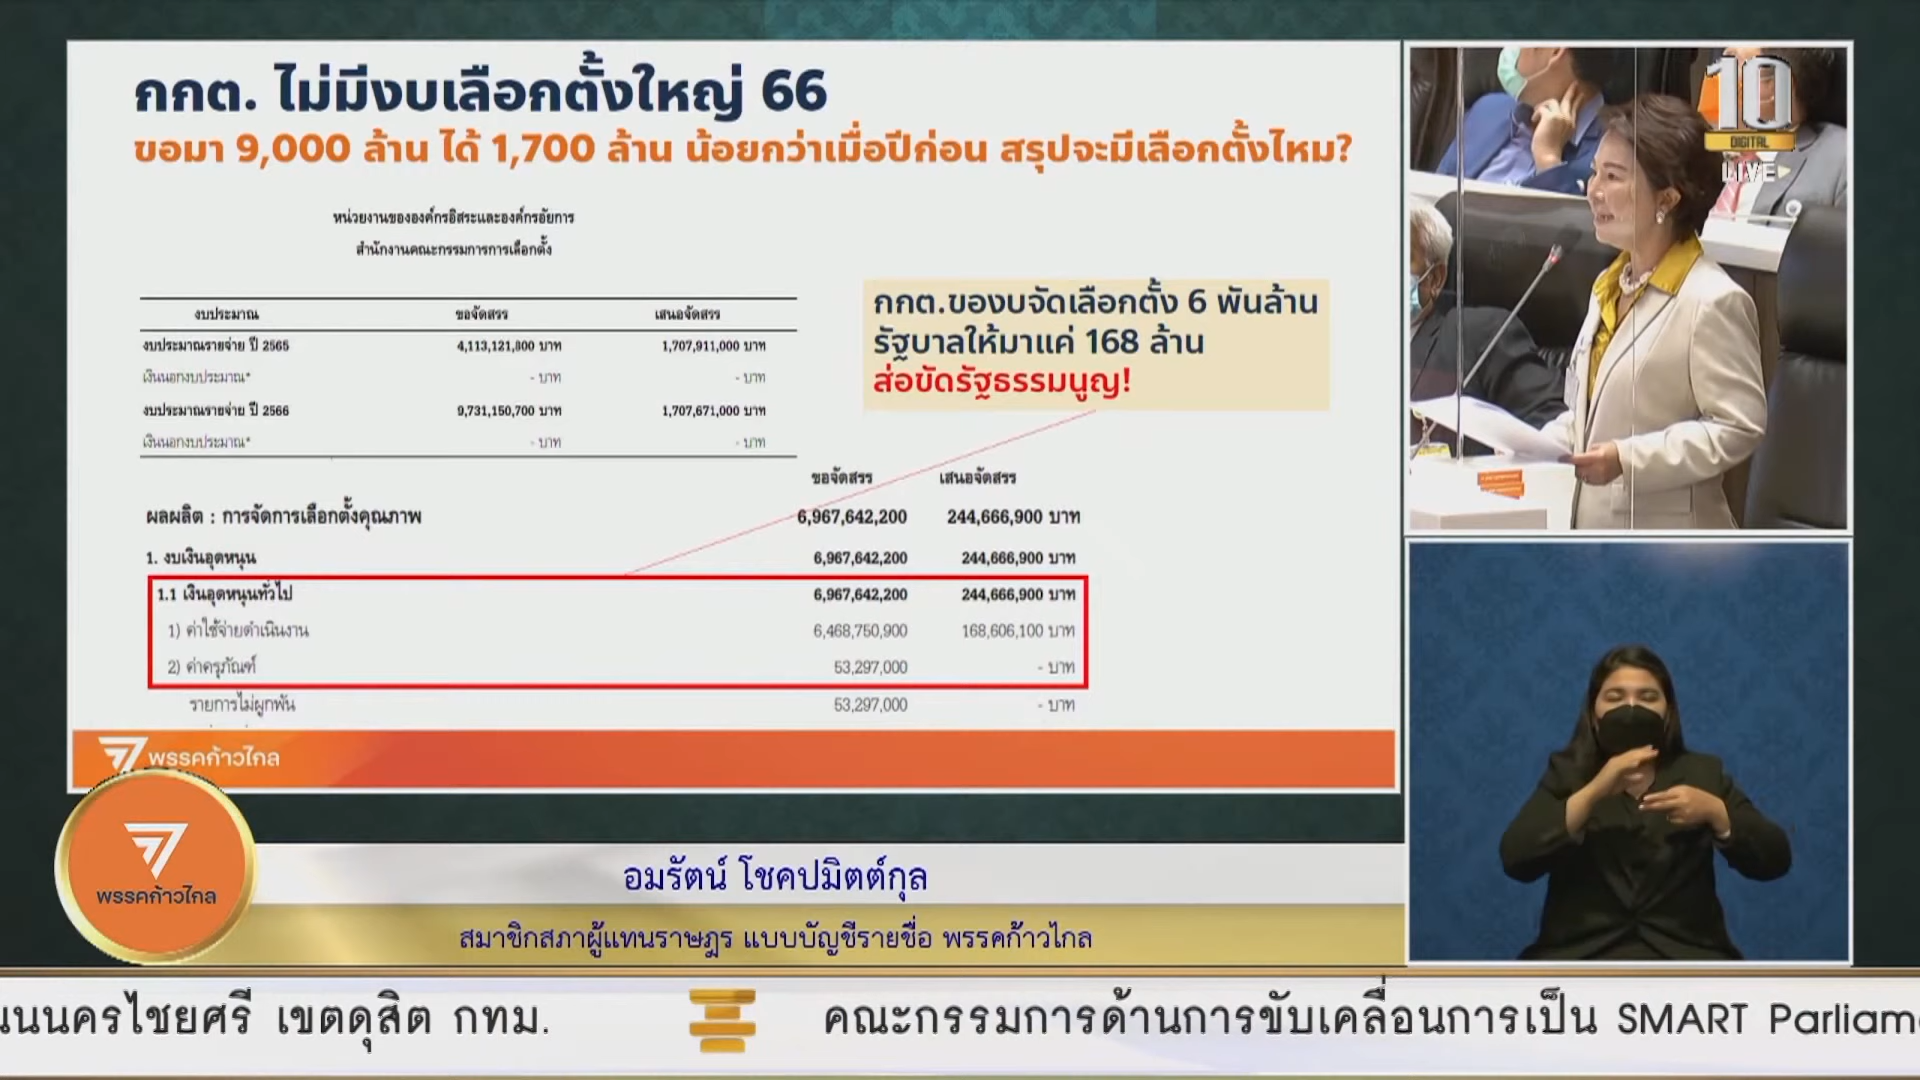 กกต. ไม่มีงบเลือกตั้งใหญ่ 66
ขอมา 9,000 ล้าน ได้ 1,700 ล้าน น้อยกว่าเมื่อปีก่อน สรุปจะมีเลือกตั้งไหม?
หน่วยงานขององค์กรอิสระและองค์กรอัยการ
สำนักงานคณะกรรมการการเลือกตั้ง
งบประมาณ ขอจัดสรร เสนอจัดสรร
งบประมาณรายจ่าย ปี 2565 4,113,121,800 บาท 1,707,911,000 บาท
เงินนอกงบประมาณ* - บาท - บาท
งบประมาณรายจ่าย ปี 2566 9,731,150,700 บาท 1,707,671,000 บาท
เงินนอกงบประมาณ* - บาท - บาท
กกต.ของบจัดเลือกตั้ง 6 พันล้าน
รัฐบาลให้มาแค่ 168 ล้าน
ส่อขัดรัฐธรรมนูญ!
ขอจัดสรร เสนอจัดสรร
ผลผลิต : การจัดการเลือกตั้งคุณภาพ 6,967,642,200 244,666,900 บาท
1. งบเงินอุดหนุน 6,967,642,200 244,666,900 บาท
1.1 เงินอุดหนุนทั่วไป 6,967,642,200 244,666,900 บาท
1) ค่าใช้จ่ายดำเนินงาน 6,468,750,900 168,606,100 บาท
2) ค่าครุภัณฑ์ 53,297,000 - บาท
รายการไม่ผูกพัน 53,297,000 - บาท
พรรคก้าวไกล
10
DIGITAL
LIVE
พรรคก้าวไกล
อมรัตน์ โชคปมิตต์กุล
สมาชิกสภาผู้แทนราษฎร แบบบัญชีรายชื่อ พรรคก้าวไกล
นครไชยศรี เขตดุสิต กทม. คณะกรรมการด้านการขับเคลื่อนการเป็น SMART